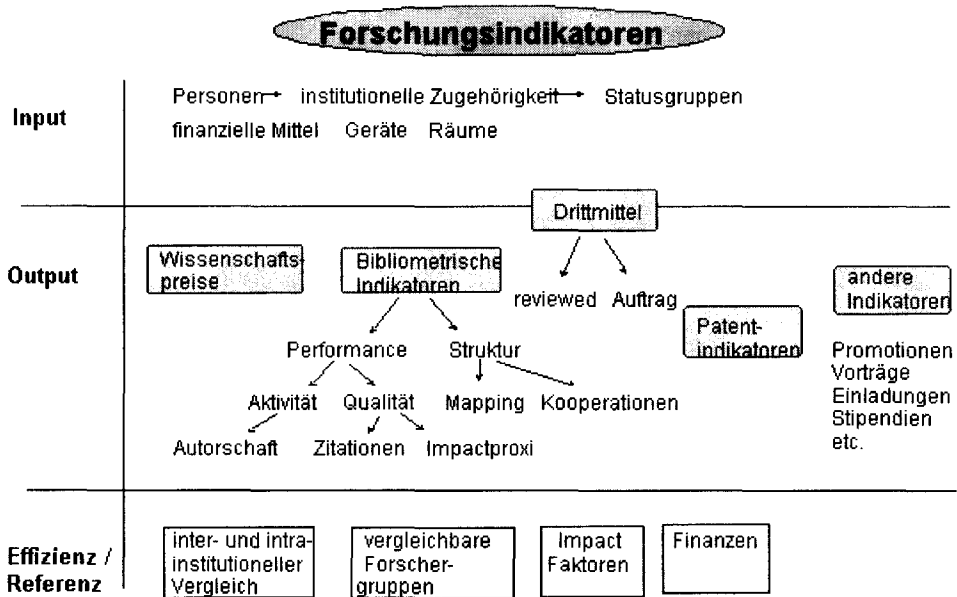 Forschungsindikatoren
Input
Personen institutionelle Zugehörigkeit Statusgruppen
finanzielle Mittel Geräte Räume
Drittmittel
Output
Wissenschafts-
preise
Bibliometrische
Indikatoren
reviewed Auftrag
Patent-
indikatoren
andere
Indikatoren
Promotionen
Vorträge
Einladungen
Stipendien
etc.
Performance Struktur
Aktivität Qualität Mapping Kooperationen
Autorschaft Zitationen Impactproxi
Effizienz /
Referenz
inter- und intra-
institutioneller
Vergleich
vergleichbare
Forscher-
gruppen
Impact
Faktoren
Finanzen